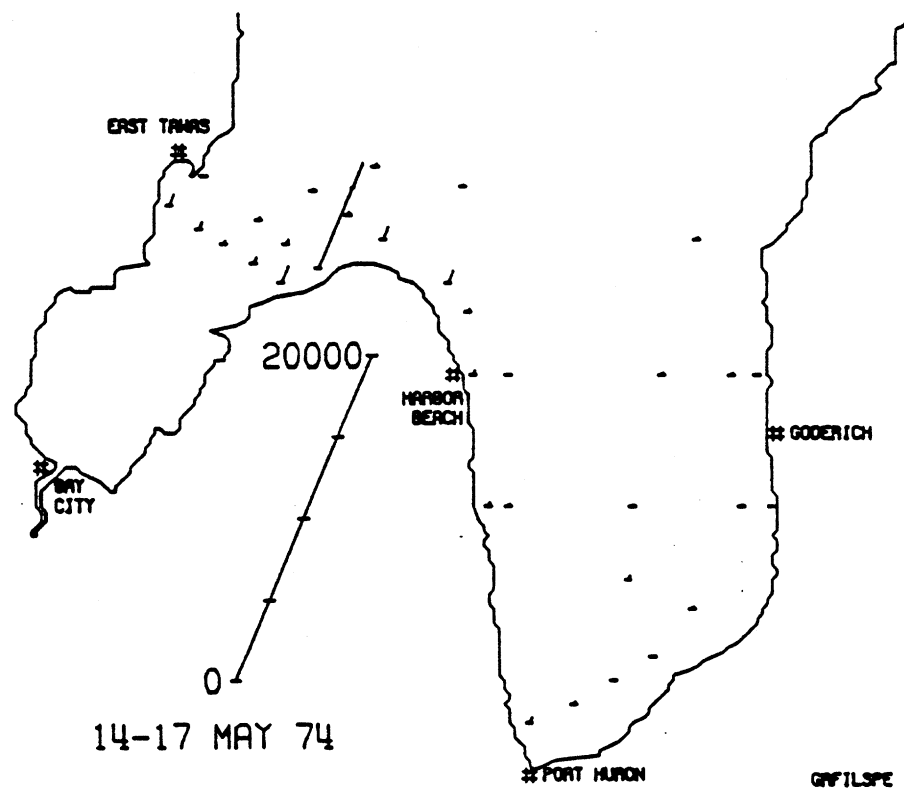 EAST TAWAS
20000
HARBOR
BEACH
GODERICH
BAY
CITY
0
14-17 MAY 74
PORT HURON
GAFILSPE